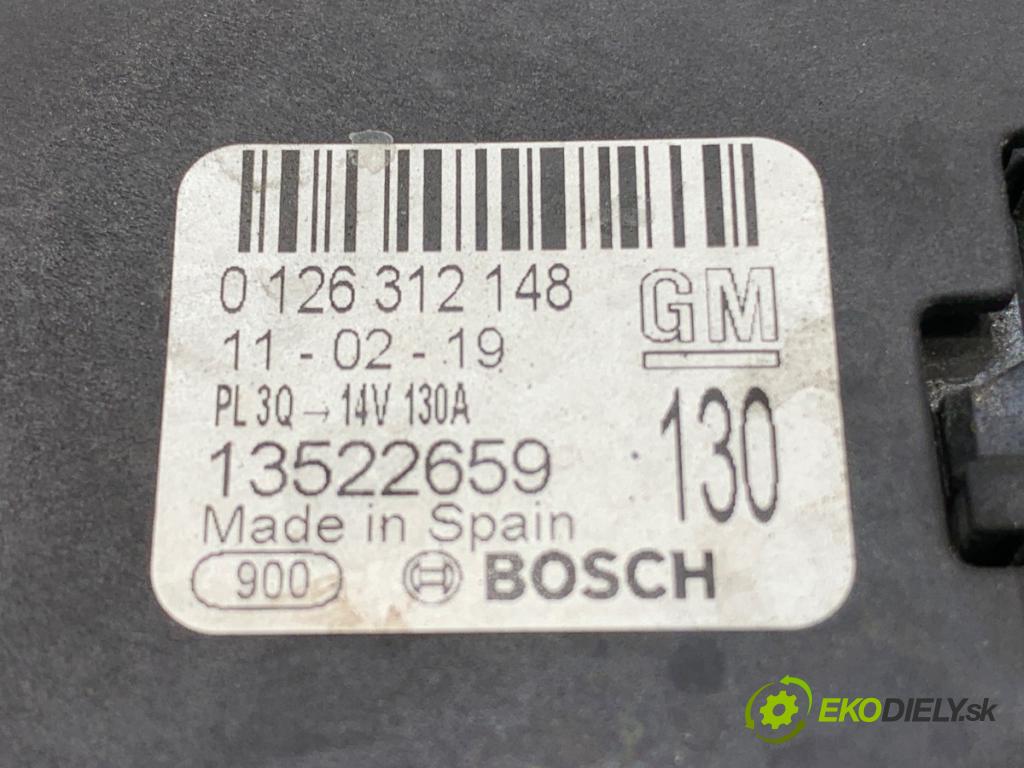 0 126 312 148
GM
11 - 02 - 19
PL 3Q → 14V 130A
130
13522659
Made in Spain
900
BOSCH
EKODIELY.sk